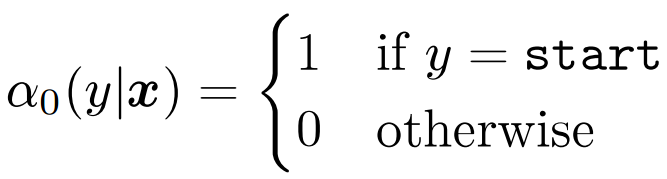 α₀(y|𝒙) = { 1 if y = start
0 otherwise